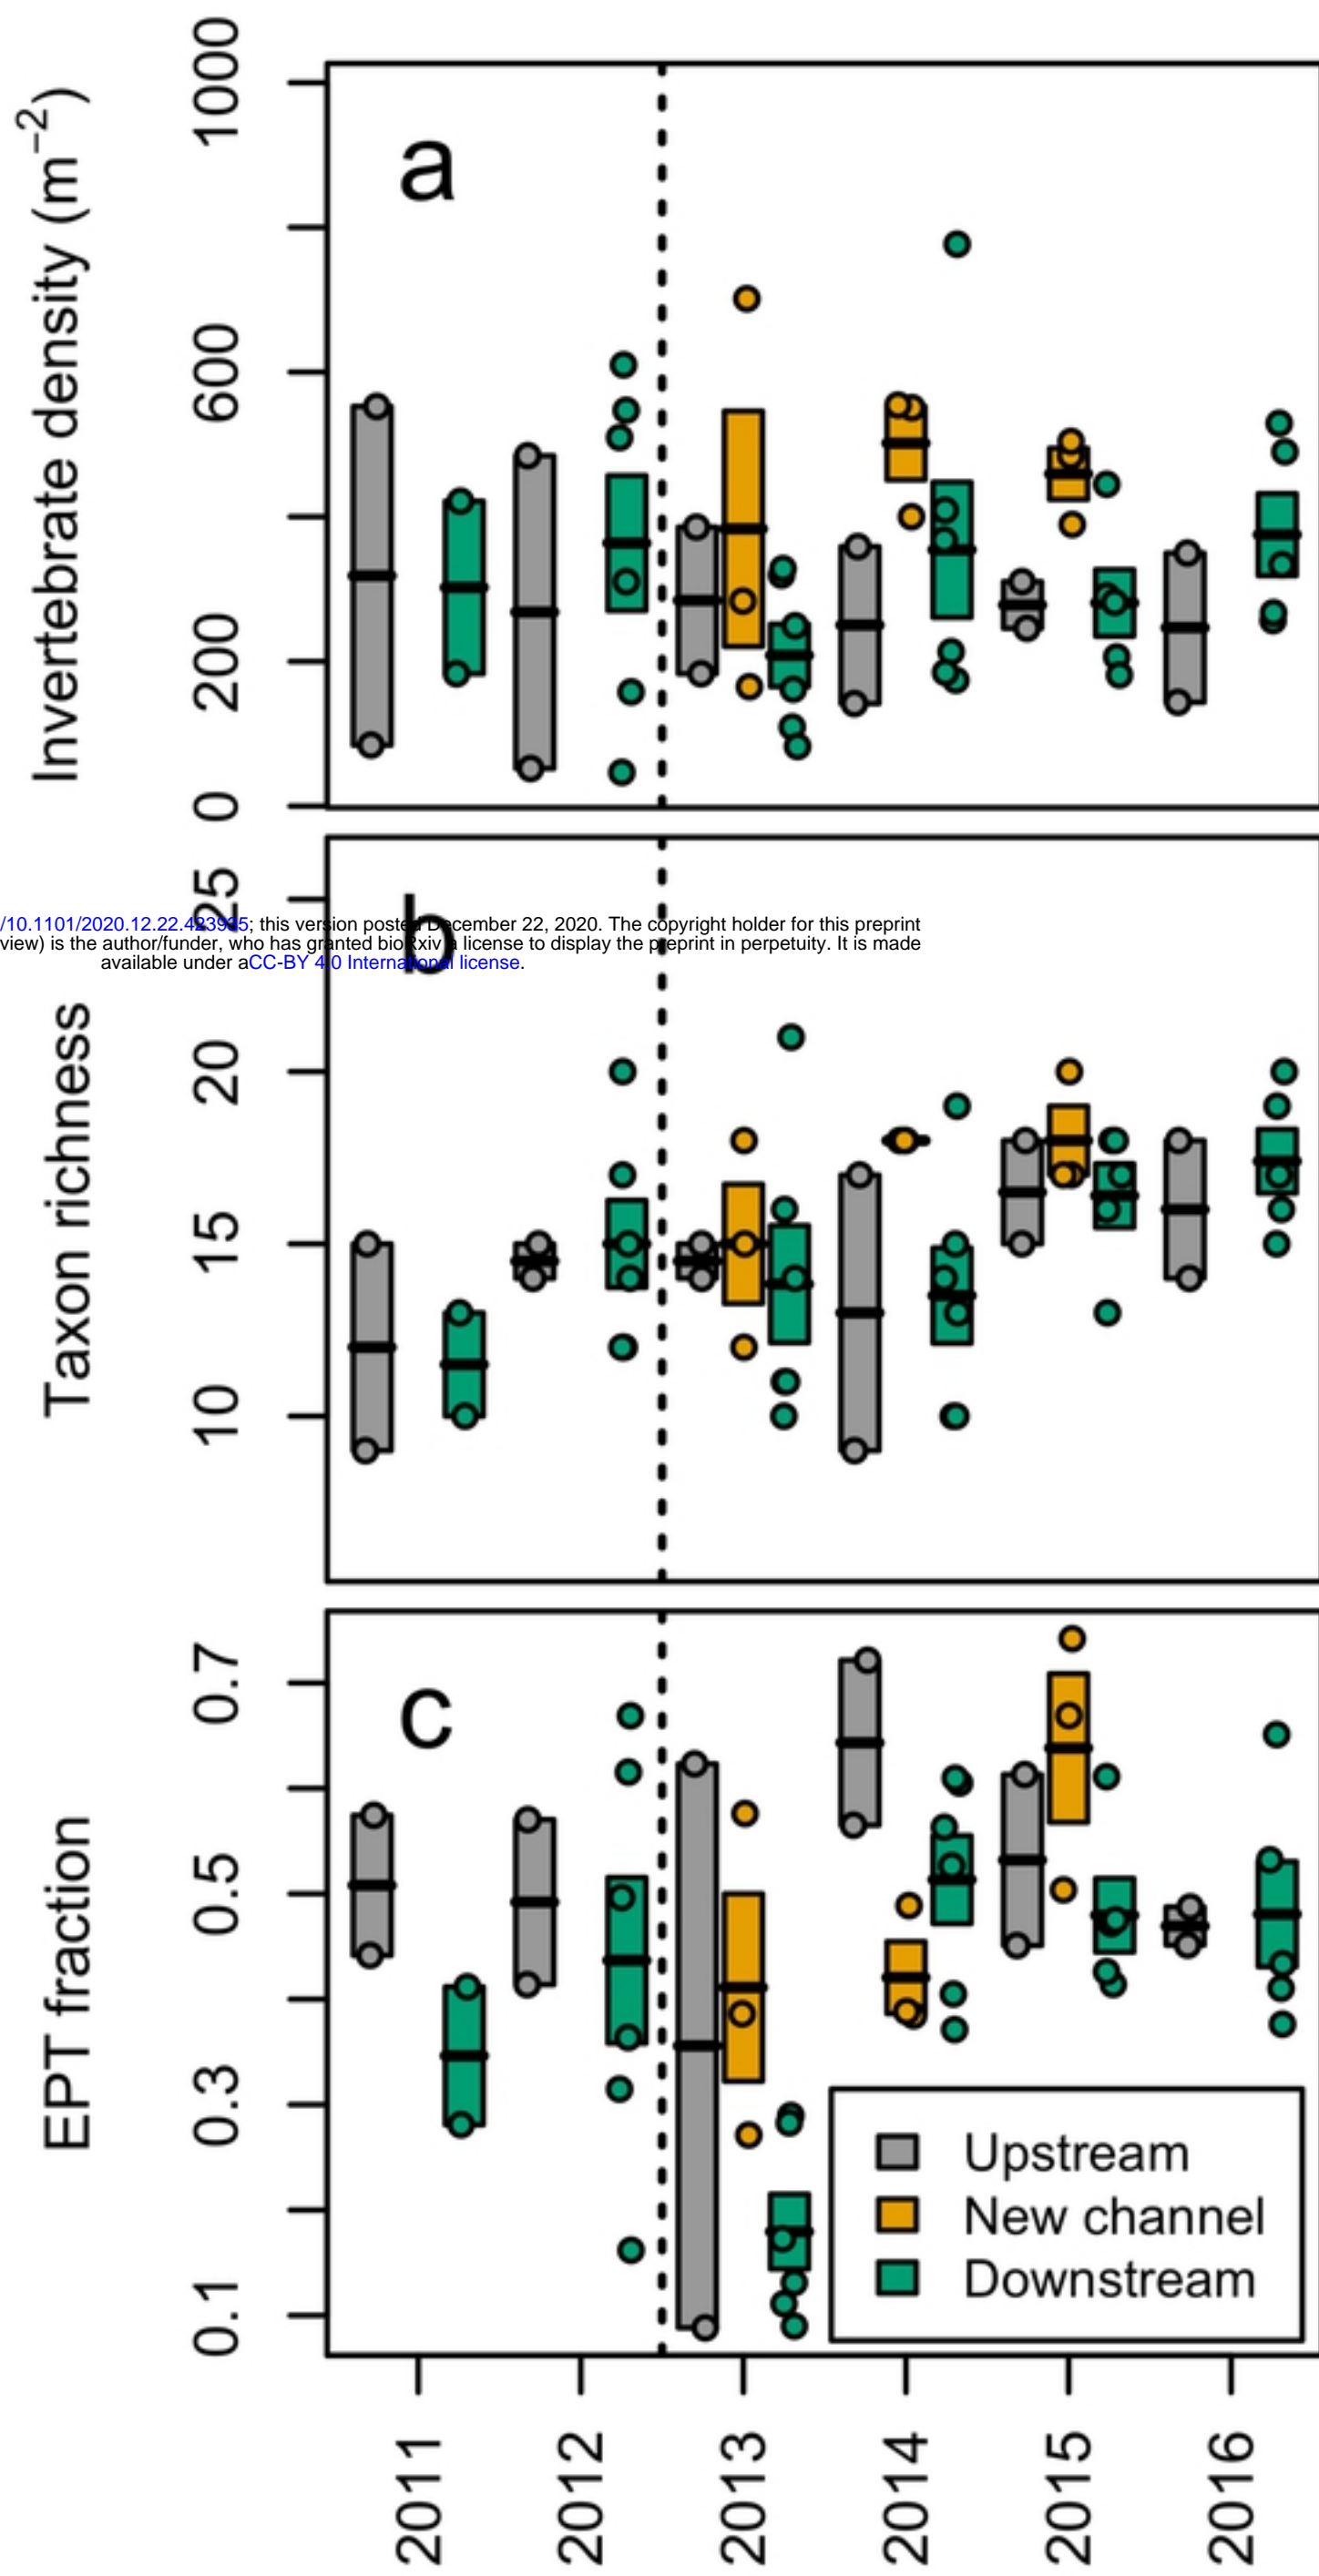 Invertebrate density (m⁻²)
1000
600
200
0
a
/10.1101/2020.12.22.423935; this version posted December 22, 2020. The copyright holder for this preprint
view) is the author/funder, who has granted bioRxiv a license to display the preprint in perpetuity. It is made
available under aCC-BY 4.0 International license.
Taxon richness
25
20
15
10
b
EPT fraction
0.7
0.5
0.3
0.1
c
Upstream
New channel
Downstream
2011
2012
2013
2014
2015
2016